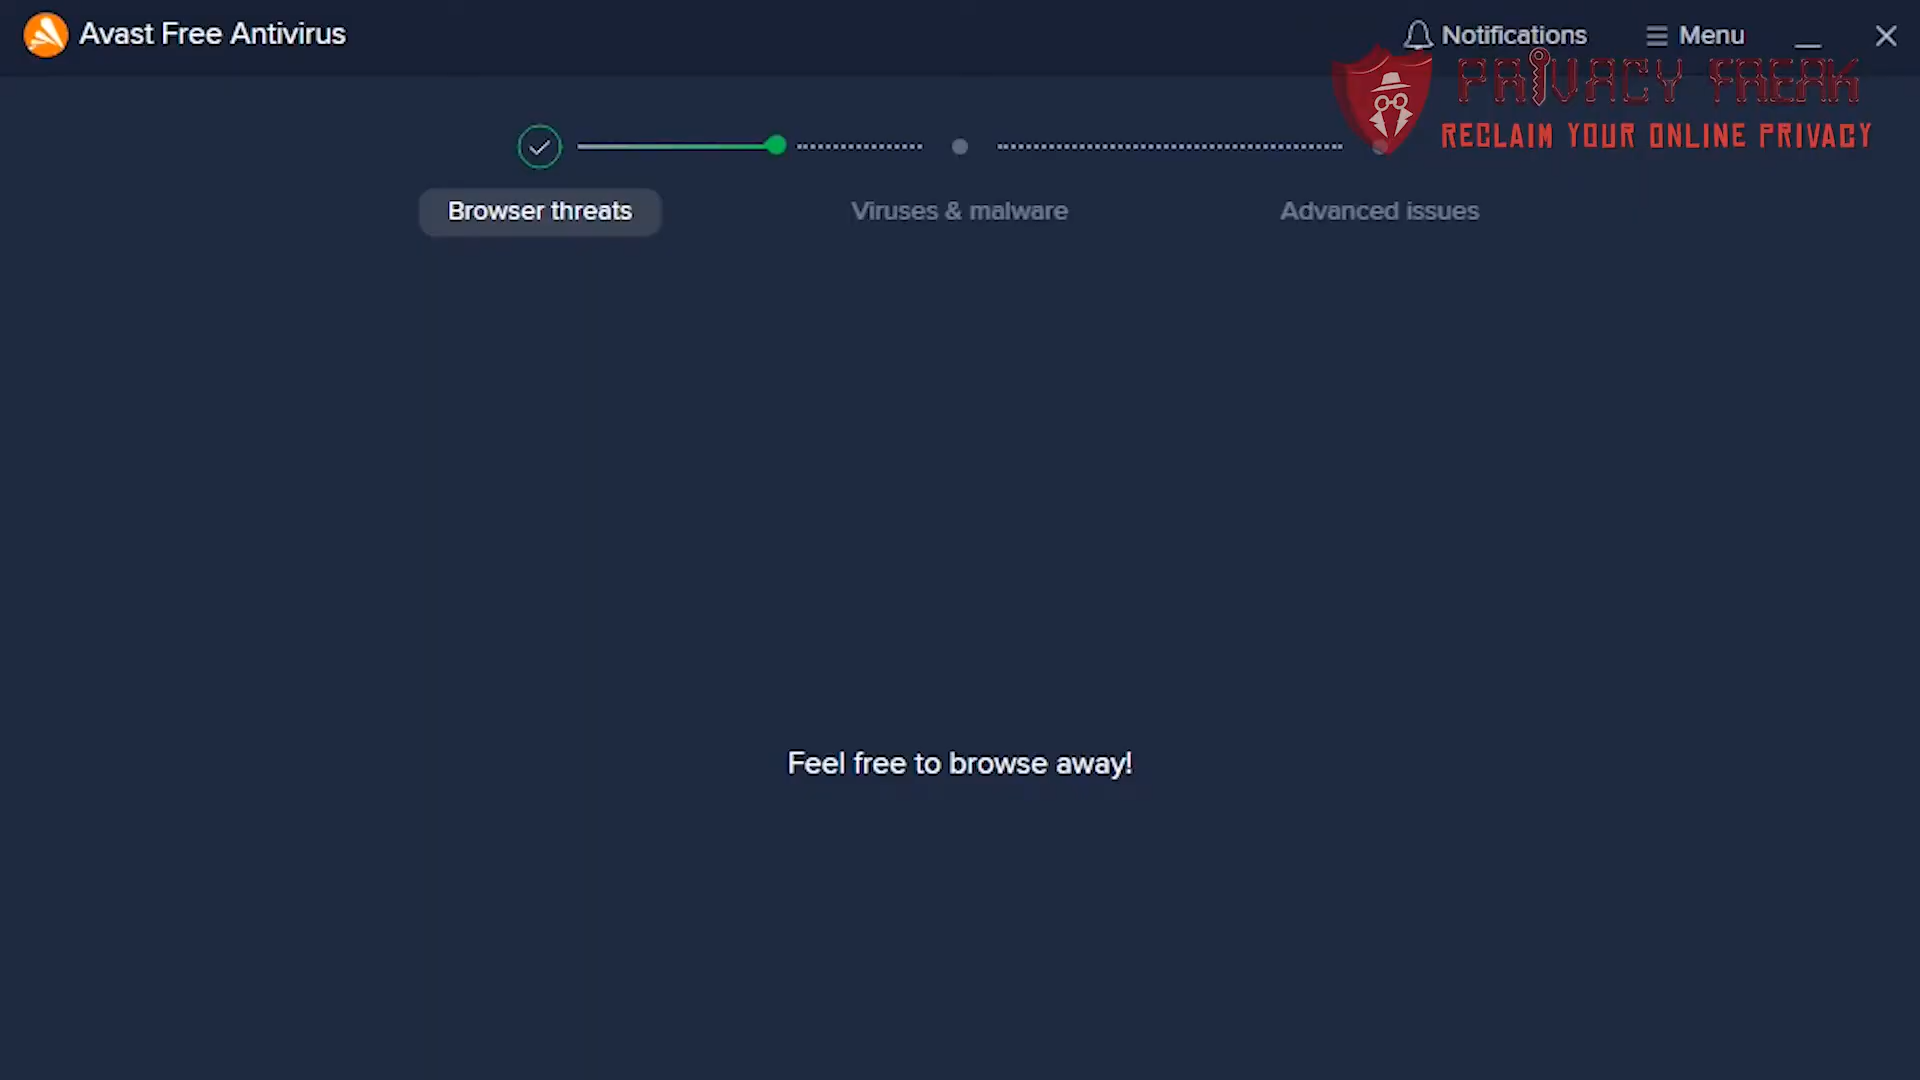 Avast Free Antivirus
Notifications
Menu
PRIVACY FREAK
RECLAIM YOUR ONLINE PRIVACY
Browser threats
Viruses & malware
Advanced issues
Feel free to browse away!